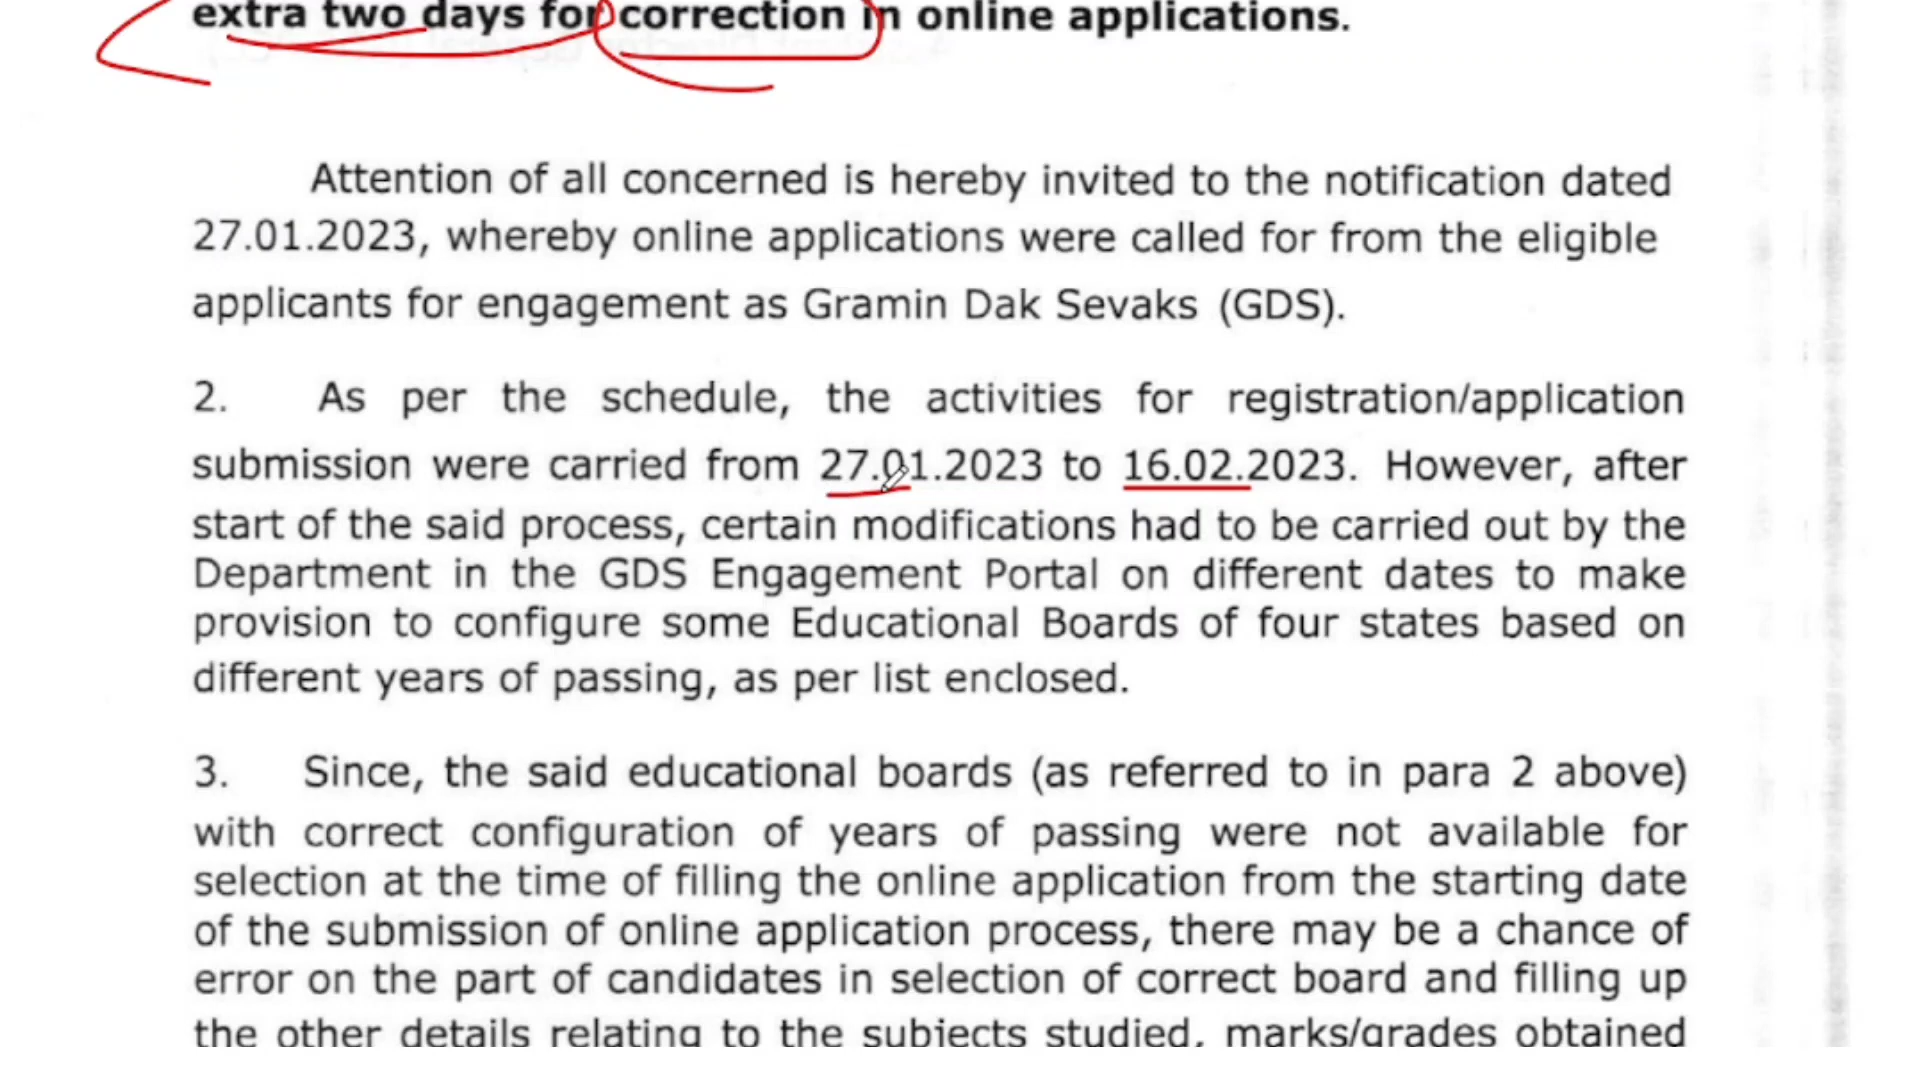 extra two days for correction in online applications.
Attention of all concerned is hereby invited to the notification dated
27.01.2023, whereby online applications were called for from the eligible
applicants for engagement as Gramin Dak Sevaks (GDS).
2. As per the schedule, the activities for registration/application
submission were carried from 27.01.2023 to 16.02.2023. However, after
start of the said process, certain modifications had to be carried out by the
Department in the GDS Engagement Portal on different dates to make
provision to configure some Educational Boards of four states based on
different years of passing, as per list enclosed.
3. Since, the said educational boards (as referred to in para 2 above)
with correct configuration of years of passing were not available for
selection at the time of filling the online application from the starting date
of the submission of online application process, there may be a chance of
error on the part of candidates in selection of correct board and filling up
the other details relating to the subjects studied, marks/grades obtained